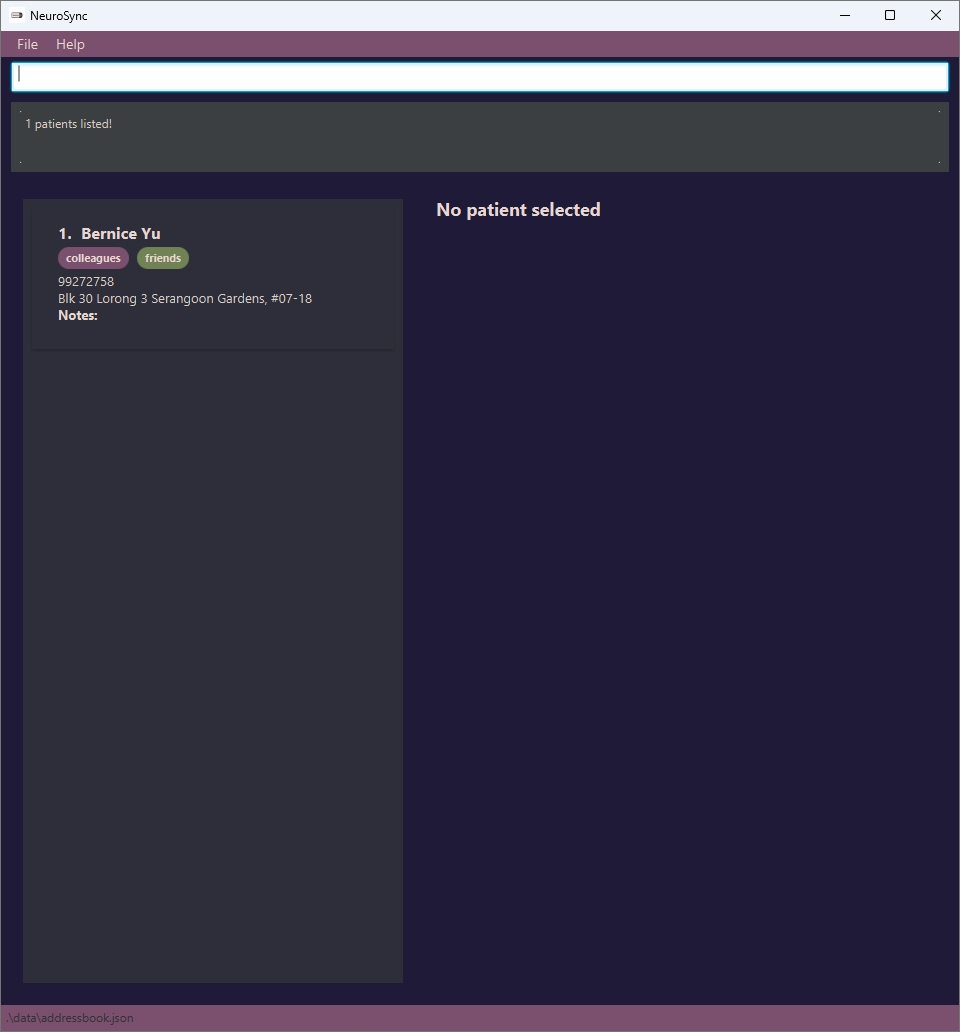 NeuroSync
File Help
1 patients listed!
1. Bernice Yu
colleagues friends
99272758
Blk 30 Lorong 3 Serangoon Gardens, #07-18
Notes:
No patient selected
.\data\addressbook.json